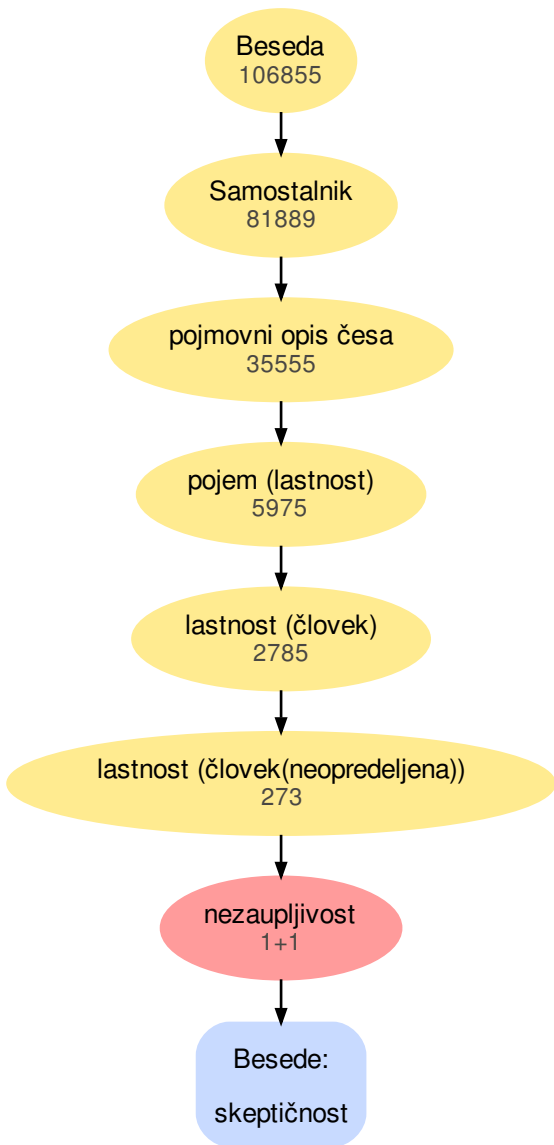 Beseda
106855
Samostalnik
81889
pojmovni opis česa
35555
pojem (lastnost)
5975
lastnost (človek)
2785
lastnost (človek(neopredeljena))
273
nezaupljivost
1+1
Besede:
skeptičnost